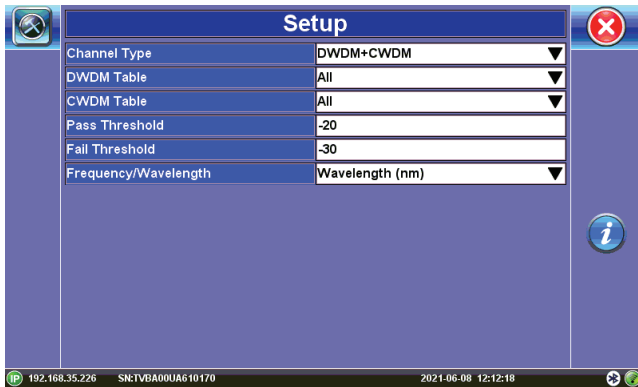 Setup
Channel Type DWDM+CWDM
DWDM Table All
CWDM Table All
Pass Threshold -20
Fail Threshold -30
Frequency/Wavelength Wavelength (nm)
i
IP 192.168.35.226 SN:TVBA00UA610170 2021-06-08 12:12:18